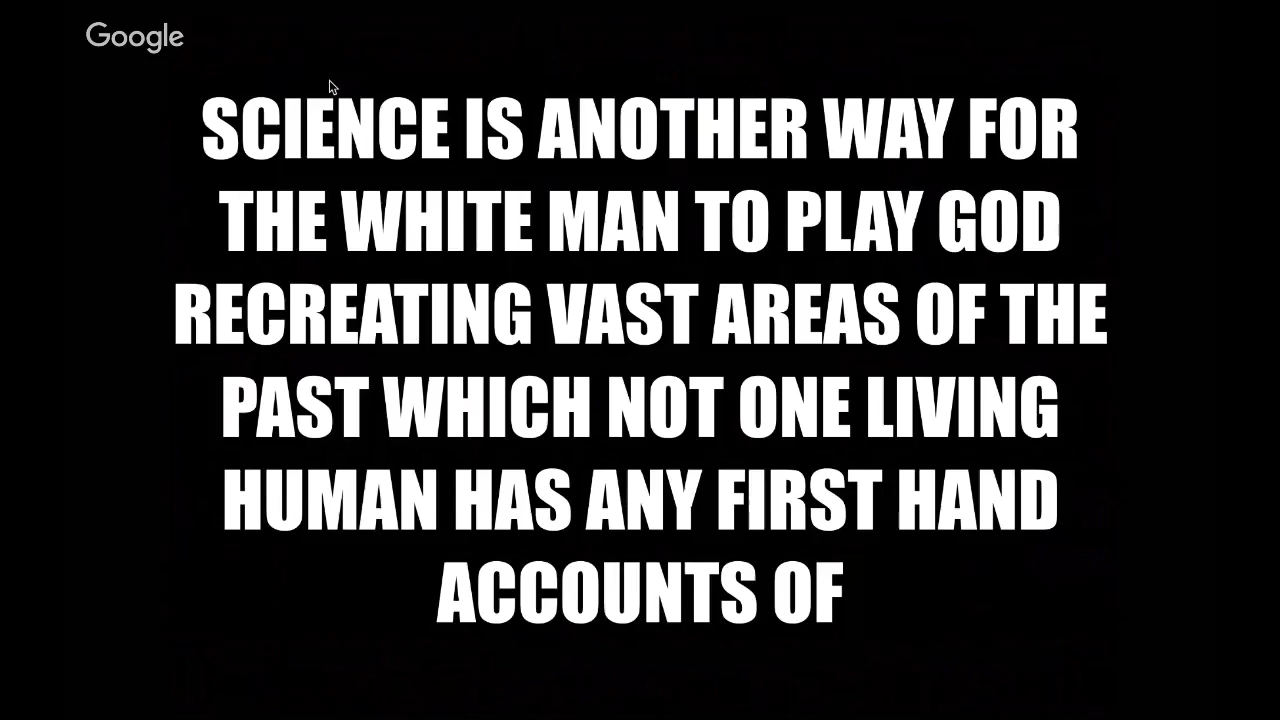 Google
SCIENCE IS ANOTHER WAY FOR
THE WHITE MAN TO PLAY GOD
RECREATING VAST AREAS OF THE
PAST WHICH NOT ONE LIVING
HUMAN HAS ANY FIRST HAND
ACCOUNTS OF